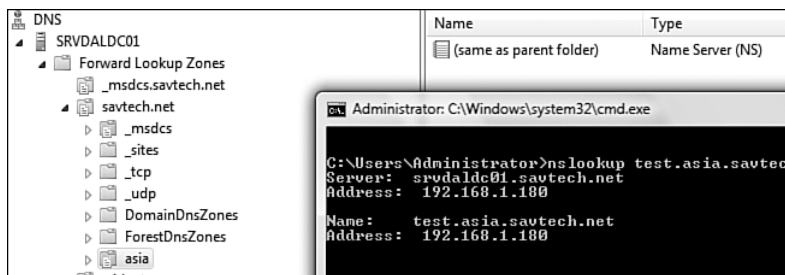 DNS
SRVDALDC01
Forward Lookup Zones
_msdcs.savtech.net
savtech.net
_msdcs
_sites
_tcp
_udp
DomainDnsZones
ForestDnsZones
asia
Name Type
(same as parent folder) Name Server (NS)
Administrator: C:\Windows\system32\cmd.exe
C:\Users\Administrator>nslookup test.asia.savtec
Server: srvdaldc01.savtech.net
Address: 192.168.1.180
Name: test.asia.savtech.net
Address: 192.168.1.180